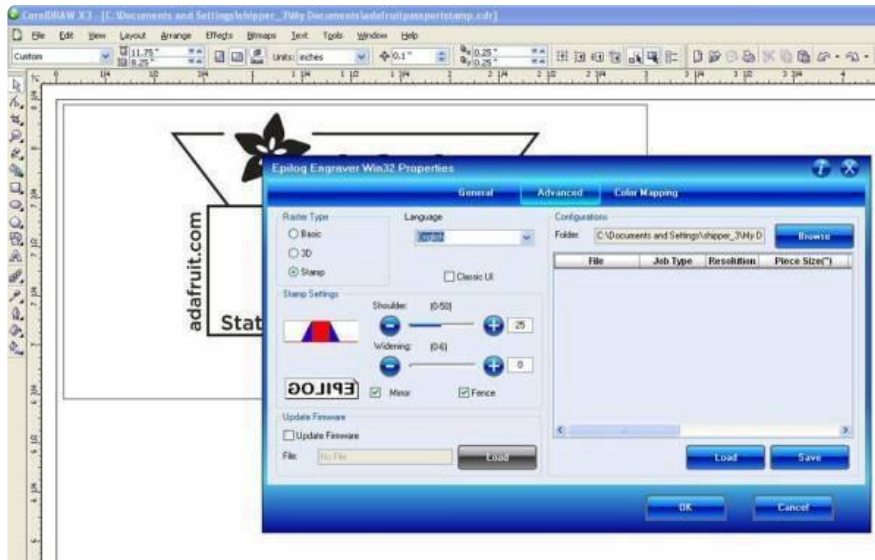 CorelDRAW X3 - [C:\Documents and Settings\shipper_3\My Documents\adafruitpassportstamp.cdr]
File Edit View Layout Arrange Effects Bitmaps Text Tools Window Help
Custom 11.75" 8.25" Units: inches 0.1" 0.25" 0.25"
adafruit.com
Stat
Epilog Engraver Win32 Properties
General Advanced Color Mapping
Raster Type
Basic
3D
Stamp
Language
English
Classic UI
Stamp Settings
Shoulder: (0-50)
25
Widening: (0-6)
0
EPILOG
Mirror
Fence
Update Firmware
Update Firmware
File: No File Load
Configurations
Folder: C:\Documents and Settings\shipper_3\My D Browse
File Job Type Resolution Piece Size(")
Load Save
OK Cancel